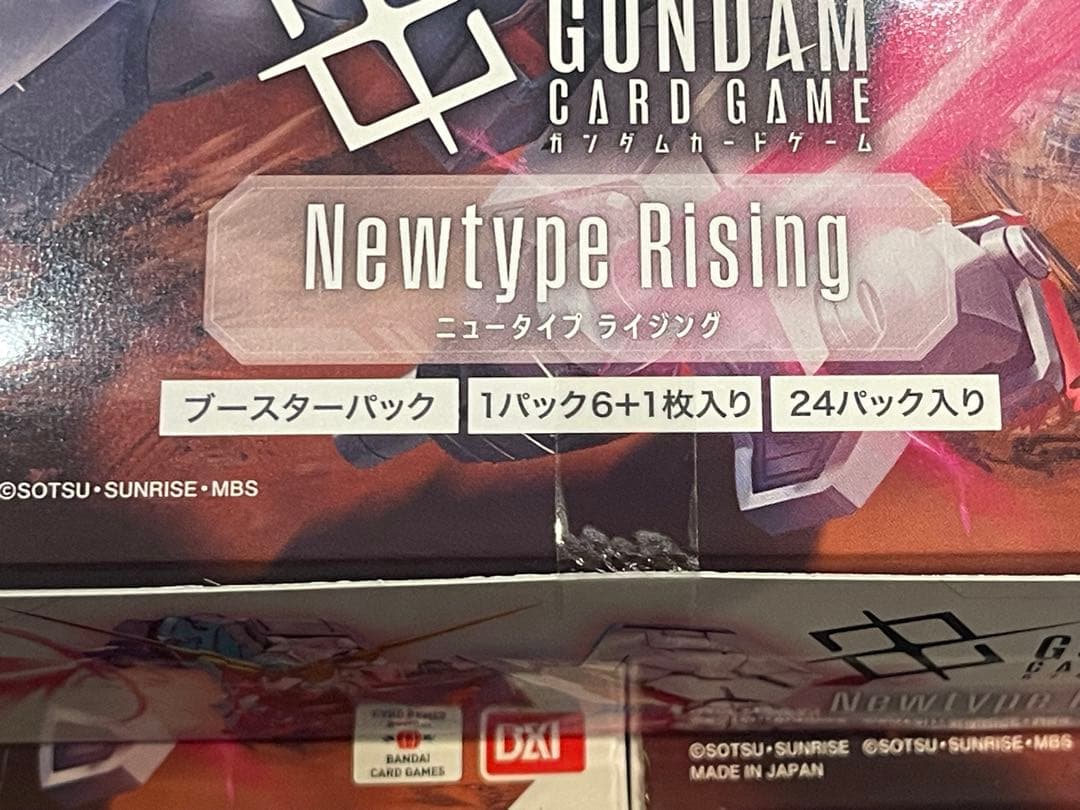 GUNDAM
CARD GAME
ガンダムカードゲーム
Newtype Rising
ニュータイプ ライジング
ブースターパック
1パック6+1枚入り
24パック入り
©SOTSU・SUNRISE・MBS
BANDAI
CARD GAMES
©SOTSU・SUNRISE ©SOTSU・SUNRISE・MBS
MADE IN JAPAN